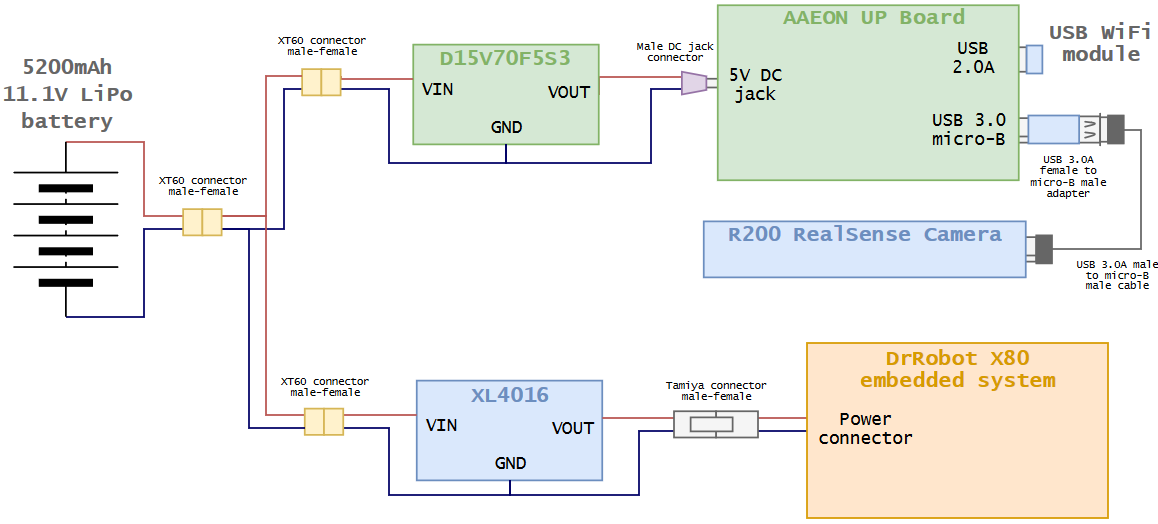 5200mAh
11.1V LiPo
battery
XT60 connector
male-female
XT60 connector
male-female
D15V70F5S3
VIN
VOUT
GND
Male DC jack
connector
AAEON UP Board
5V DC
jack
USB
2.0A
USB 3.0
micro-B
USB WiFi
module
USB 3.0A
female to
micro-B male
adapter
R200 RealSense Camera
USB 3.0A male
to micro-B
male cable
XT60 connector
male-female
XL4016
VIN
VOUT
GND
Tamiya connector
male-female
DrRobot X80
embedded system
Power
connector